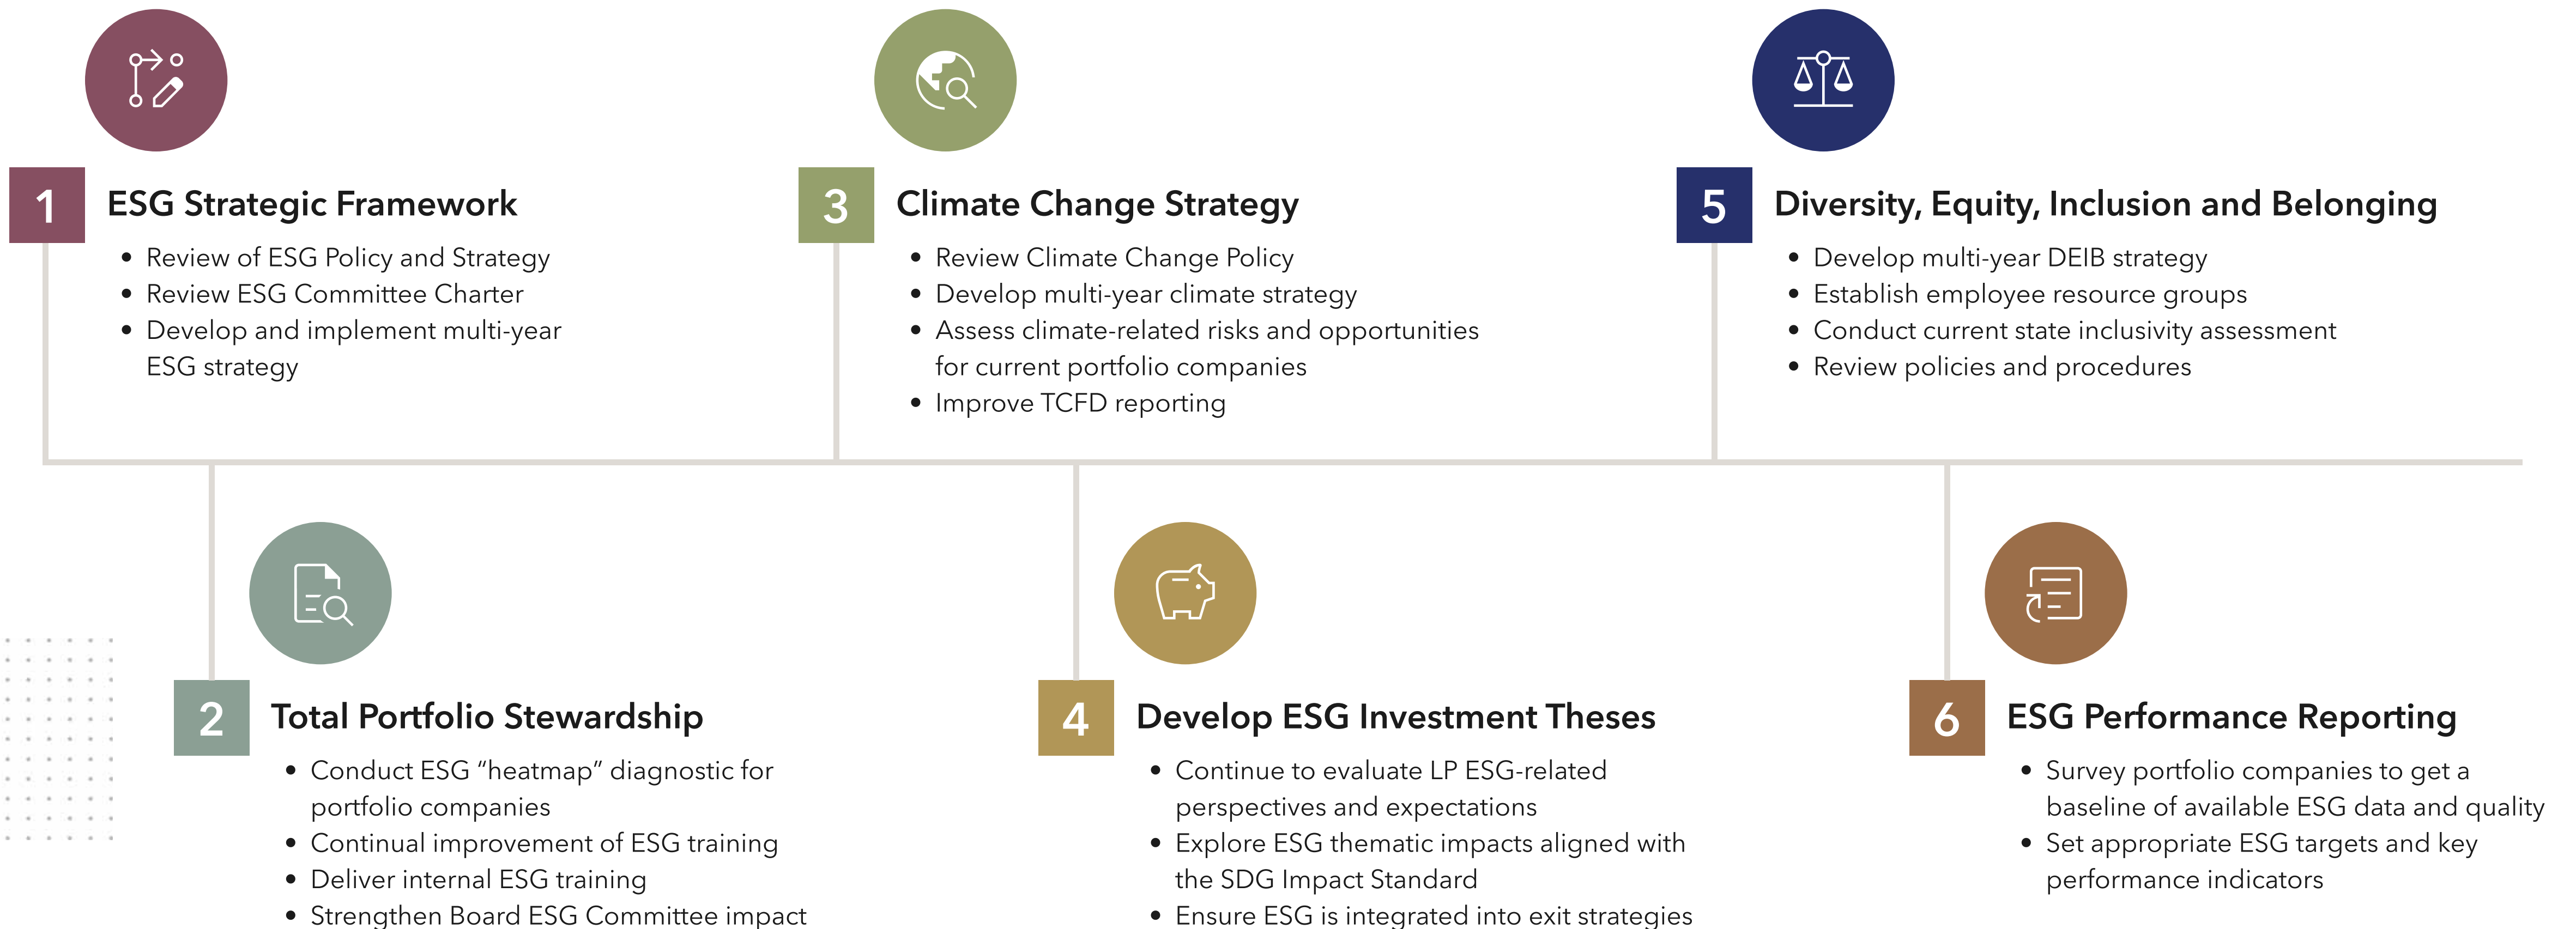 1
ESG Strategic Framework
• Review of ESG Policy and Strategy
• Review ESG Committee Charter
• Develop and implement multi-year
ESG strategy
2
Total Portfolio Stewardship
• Conduct ESG “heatmap” diagnostic for
portfolio companies
• Continual improvement of ESG training
• Deliver internal ESG training
• Strengthen Board ESG Committee impact
3
Climate Change Strategy
• Review Climate Change Policy
• Develop multi-year climate strategy
• Assess climate-related risks and opportunities
for current portfolio companies
• Improve TCFD reporting
4
Develop ESG Investment Theses
• Continue to evaluate LP ESG-related
perspectives and expectations
• Explore ESG thematic impacts aligned with
the SDG Impact Standard
• Ensure ESG is integrated into exit strategies
5
Diversity, Equity, Inclusion and Belonging
• Develop multi-year DEIB strategy
• Establish employee resource groups
• Conduct current state inclusivity assessment
• Review policies and procedures
6
ESG Performance Reporting
• Survey portfolio companies to get a
baseline of available ESG data and quality
• Set appropriate ESG targets and key
performance indicators